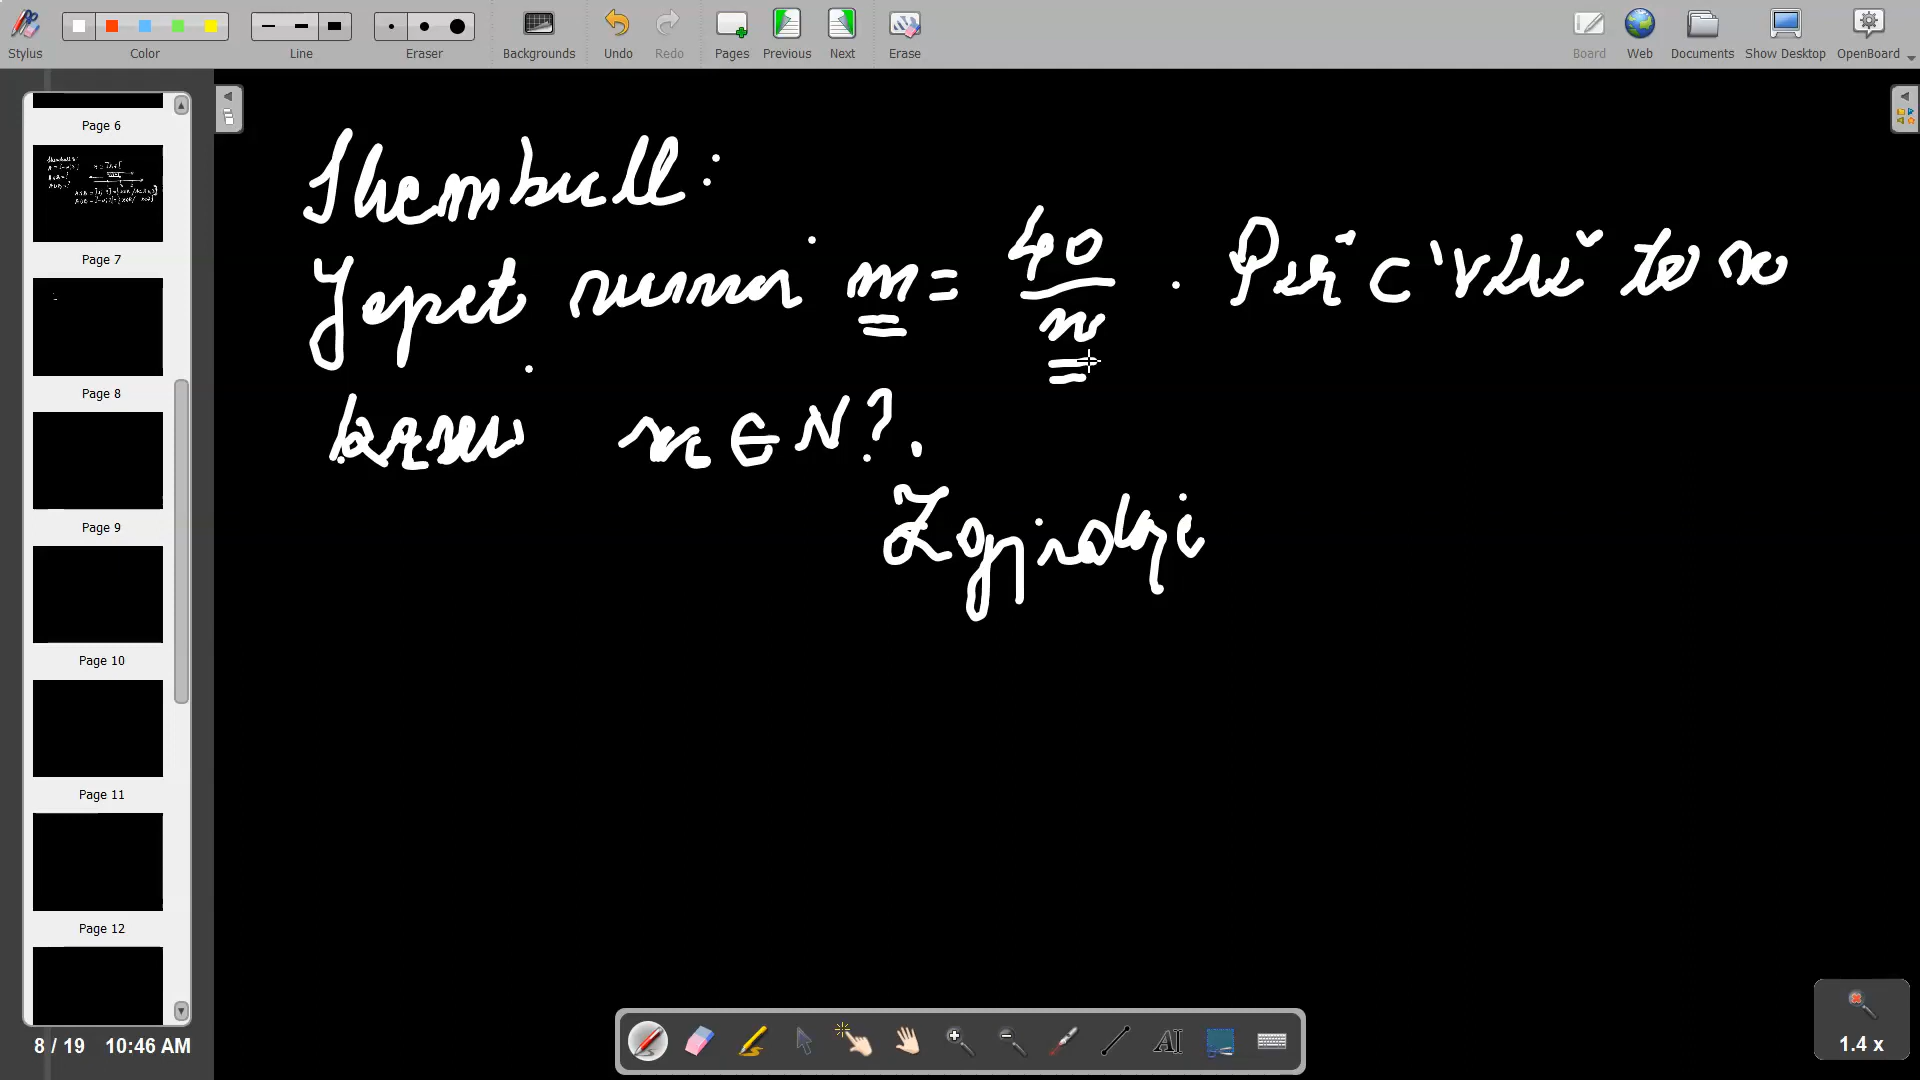 Stylus Color Line Eraser Backgrounds Undo Redo Pages Previous Next Erase Board Web Documents Show Desktop OpenBoard
Page 6
Page 7
Page 8
Page 9
Page 10
Page 11
Page 12
8 / 19 10:46 AM
Shembull:
Jepet numri m = 40/n . Për ç'vlerë të n
kemi m ∈ N?.
Zgjidhje
1.4 x